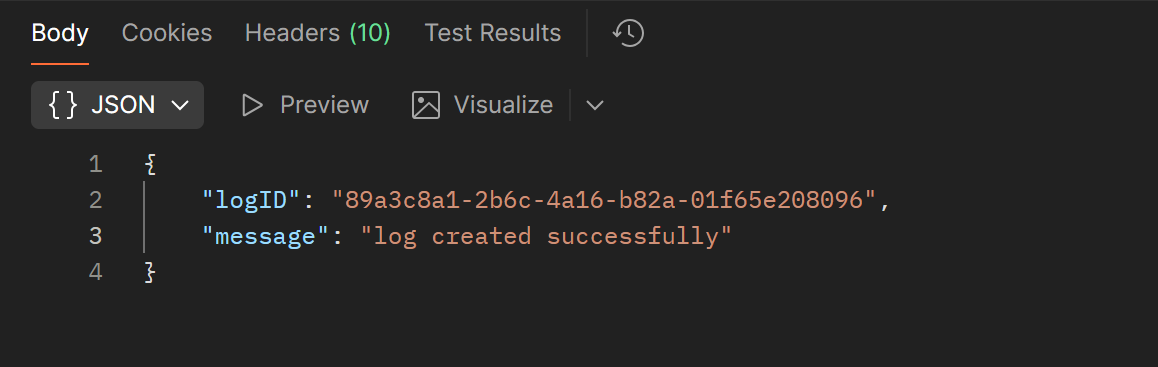 Body Cookies Headers (10) Test Results
{} JSON Preview Visualize
1 {
2 "logID": "89a3c8a1-2b6c-4a16-b82a-01f65e208096",
3 "message": "log created successfully"
4 }